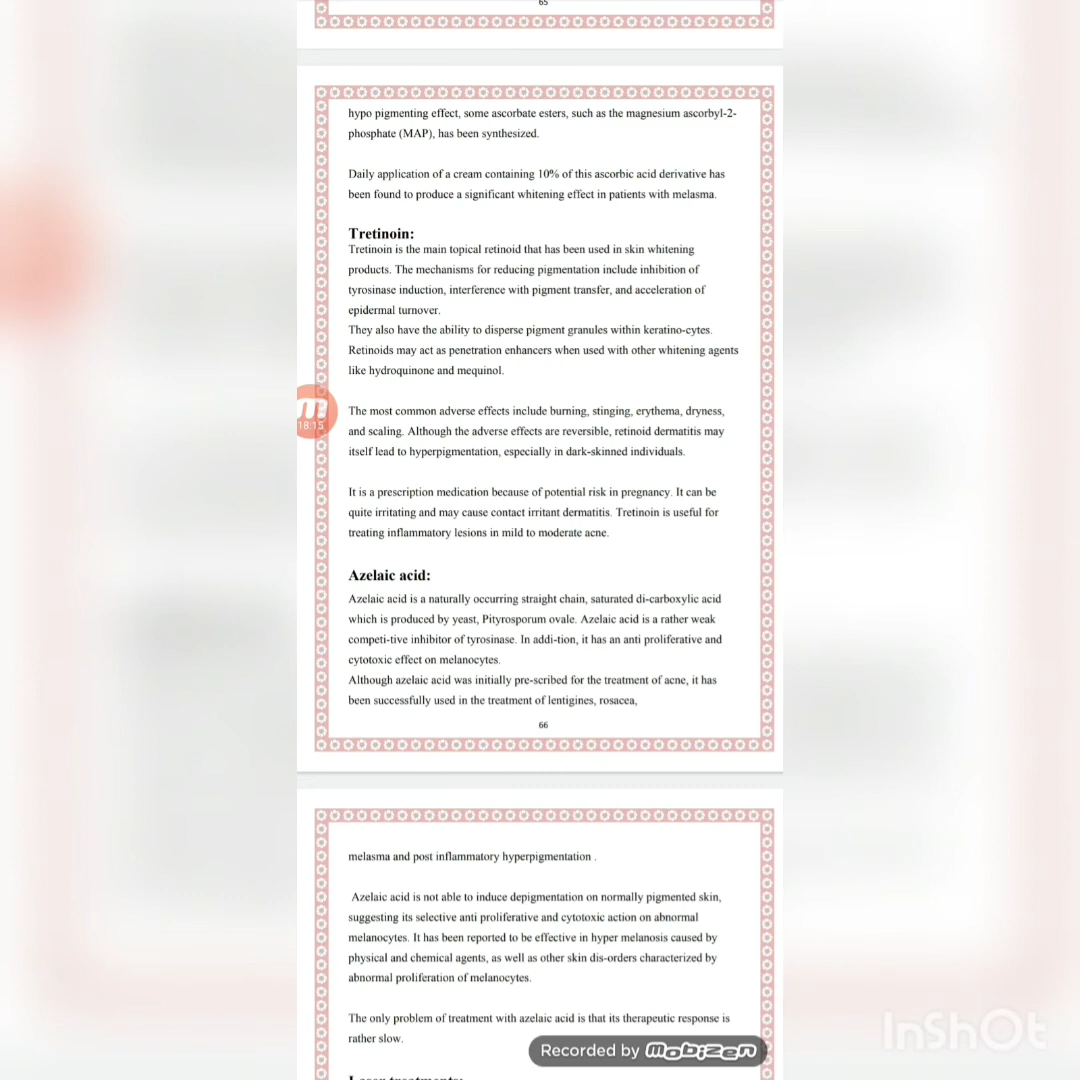 65
hypo pigmenting effect, some ascorbate esters, such as the magnesium ascorbyl-2-
phosphate (MAP), has been synthesized.
Daily application of a cream containing 10% of this ascorbic acid derivative has
been found to produce a significant whitening effect in patients with melasma.
Tretinoin:
Tretinoin is the main topical retinoid that has been used in skin whitening
products. The mechanisms for reducing pigmentation include inhibition of
tyrosinase induction, interference with pigment transfer, and acceleration of
epidermal turnover.
They also have the ability to disperse pigment granules within keratino-cytes.
Retinoids may act as penetration enhancers when used with other whitening agents
like hydroquinone and mequinol.
18:15
The most common adverse effects include burning, stinging, erythema, dryness,
and scaling. Although the adverse effects are reversible, retinoid dermatitis may
itself lead to hyperpigmentation, especially in dark-skinned individuals.
It is a prescription medication because of potential risk in pregnancy. It can be
quite irritating and may cause contact irritant dermatitis. Tretinoin is useful for
treating inflammatory lesions in mild to moderate acne.
Azelaic acid:
Azelaic acid is a naturally occurring straight chain, saturated di-carboxylic acid
which is produced by yeast, Pityrosporum ovale. Azelaic acid is a rather weak
competi-tive inhibitor of tyrosinase. In addi-tion, it has an anti proliferative and
cytotoxic effect on melanocytes.
Although azelaic acid was initially pre-scribed for the treatment of acne, it has
been successfully used in the treatment of lentigines, rosacea,
66
melasma and post inflammatory hyperpigmentation .
Azelaic acid is not able to induce depigmentation on normally pigmented skin,
suggesting its selective anti proliferative and cytotoxic action on abnormal
melanocytes. It has been reported to be effective in hyper melanosis caused by
physical and chemical agents, as well as other skin dis-orders characterized by
abnormal proliferation of melanocytes.
The only problem of treatment with azelaic acid is that its therapeutic response is
rather slow.
Recorded by mobizen
InShOt